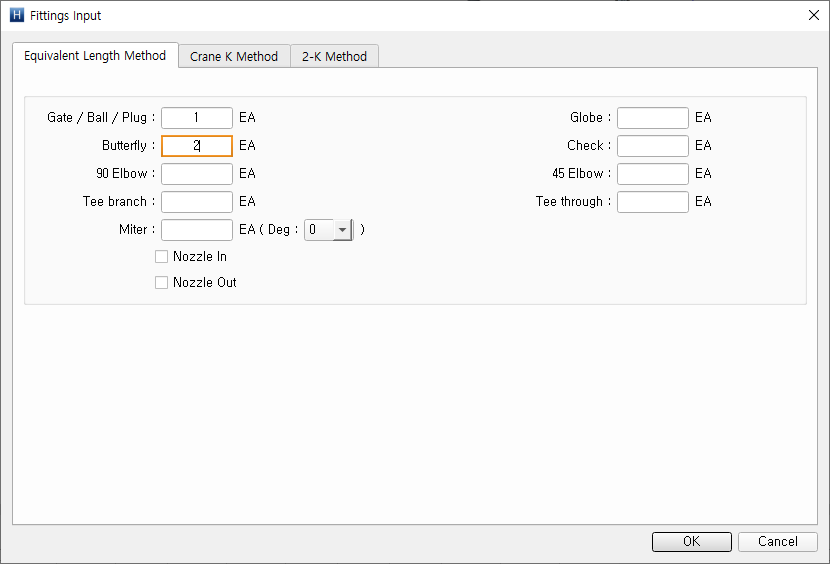 H Fittings Input
Equivalent Length Method Crane K Method 2-K Method
Gate / Ball / Plug : 1 EA Globe : EA
Butterfly : 2 EA Check : EA
90 Elbow : EA 45 Elbow : EA
Tee branch : EA Tee through : EA
Miter : EA ( Deg : 0 )
Nozzle In
Nozzle Out
OK Cancel